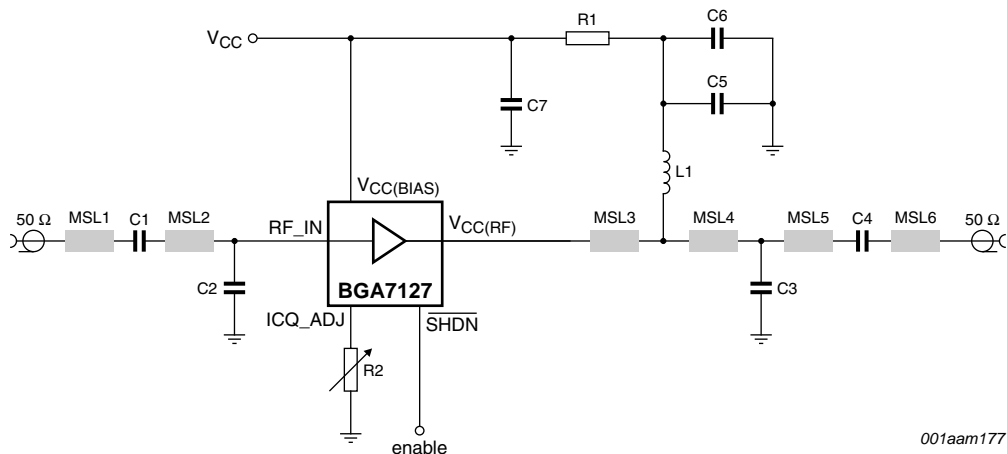 R1
C6
VCC
C5
C7
L1
VCC(BIAS)
50 Ω
MSL1
C1
MSL2
RF_IN
VCC(RF)
MSL3
MSL4
MSL5
C4
MSL6
50 Ω
C2
BGA7127
C3
ICQ_ADJ
SHDN
R2
enable
001aam177